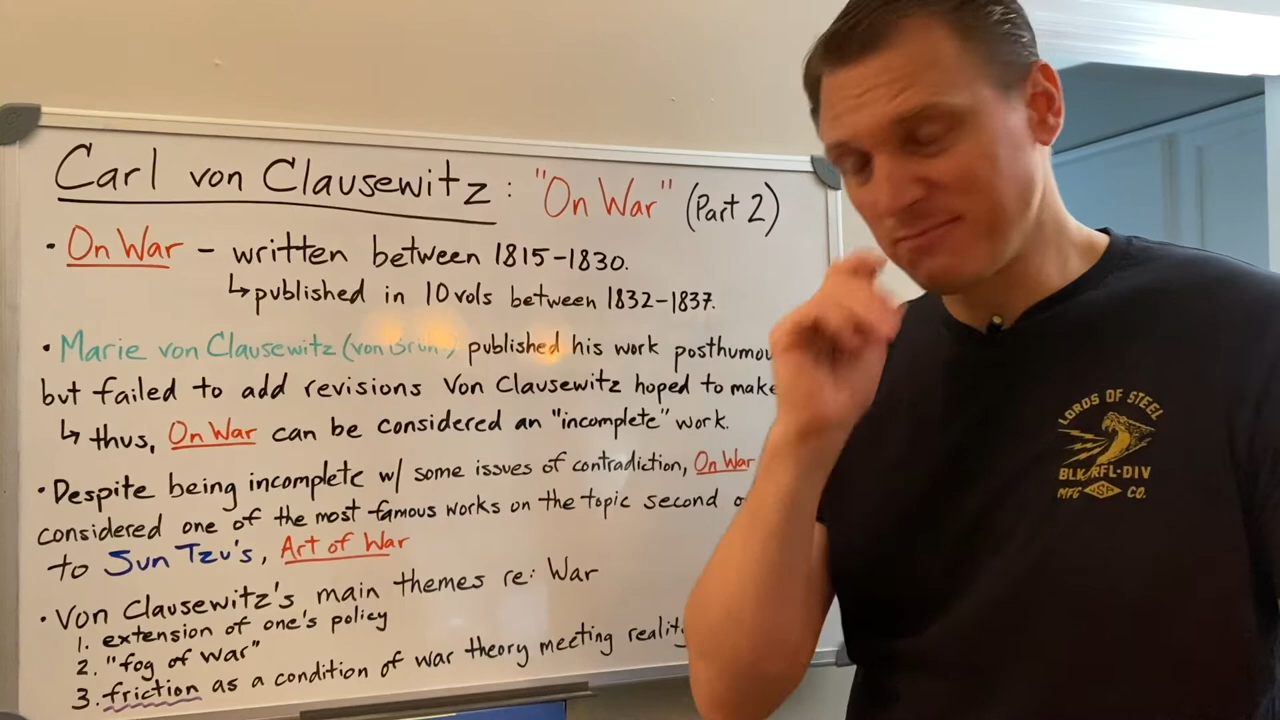 Carl von Clausewitz: "On War" (Part 2)
• On War – written between 1815-1830.
↳ published in 10 vols between 1832-1837.
• Marie von Clausewitz (von published his work
but failed to add revisions Von Clausewitz hoped to make
↳ thus, On War can be considered an "incomplete" work.
• Despite being incomplete w/ some issues of contradiction, On War
considered one of the most famous works on the topic second
to Sun Tzu's, Art of War
• Von Clausewitz's main themes re: War
1. extension of one's policy
2. "fog of war"
3. friction as a condition of war theory meeting reality
LORDS OF STEEL
BLK RFL-DIV
MFG USA CO.